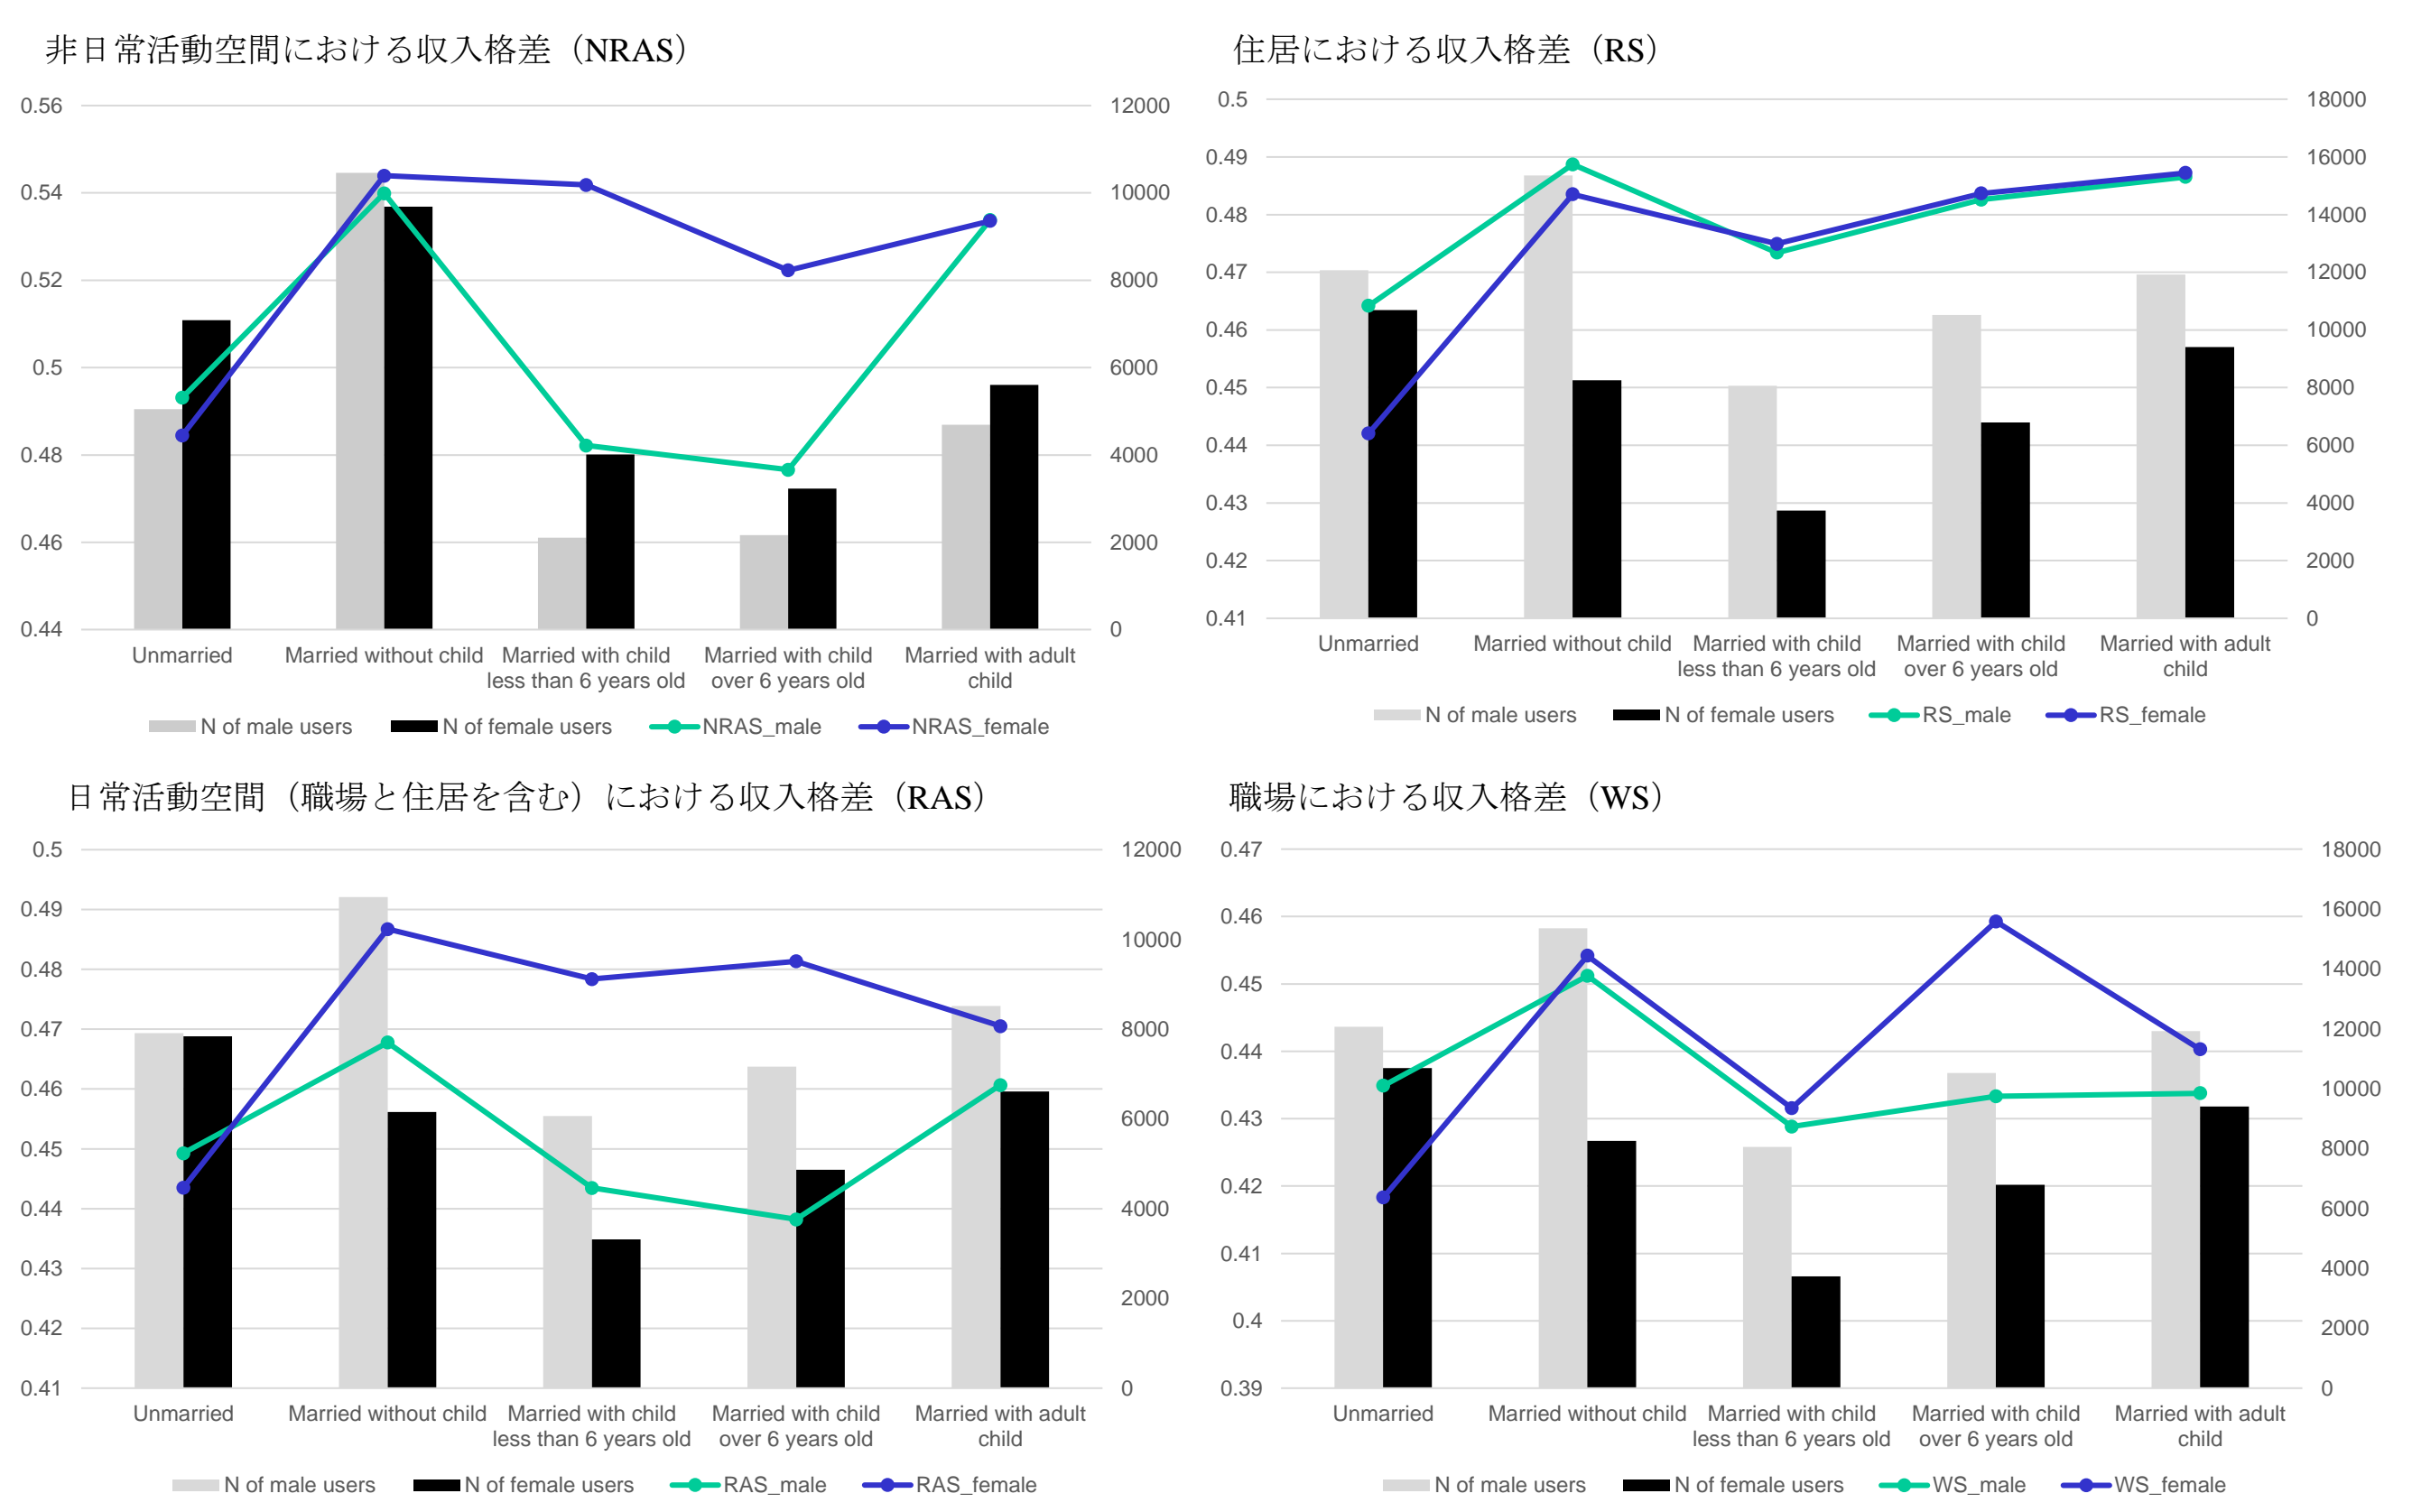 非日常活動空間における収入格差（NRAS）
0.56
0.54
0.52
0.5
0.48
0.46
0.44
12000
10000
8000
6000
4000
2000
0
Unmarried
Married without child
Married with child
less than 6 years old
Married with child
over 6 years old
Married with adult
child
N of male users
N of female users
NRAS_male
NRAS_female
住居における収入格差（RS）
0.5
0.49
0.48
0.47
0.46
0.45
0.44
0.43
0.42
0.41
18000
16000
14000
12000
10000
8000
6000
4000
2000
0
Unmarried
Married without child
Married with child
less than 6 years old
Married with child
over 6 years old
Married with adult
child
N of male users
N of female users
RS_male
RS_female
日常活動空間（職場と住居を含む）における収入格差（RAS）
0.5
0.49
0.48
0.47
0.46
0.45
0.44
0.43
0.42
0.41
12000
10000
8000
6000
4000
2000
0
Unmarried
Married without child
Married with child
less than 6 years old
Married with child
over 6 years old
Married with adult
child
N of male users
N of female users
RAS_male
RAS_female
職場における収入格差（WS）
0.47
0.46
0.45
0.44
0.43
0.42
0.41
0.4
0.39
18000
16000
14000
12000
10000
8000
6000
4000
2000
0
Unmarried
Married without child
Married with child
less than 6 years old
Married with child
over 6 years old
Married with adult
child
N of male users
N of female users
WS_male
WS_female